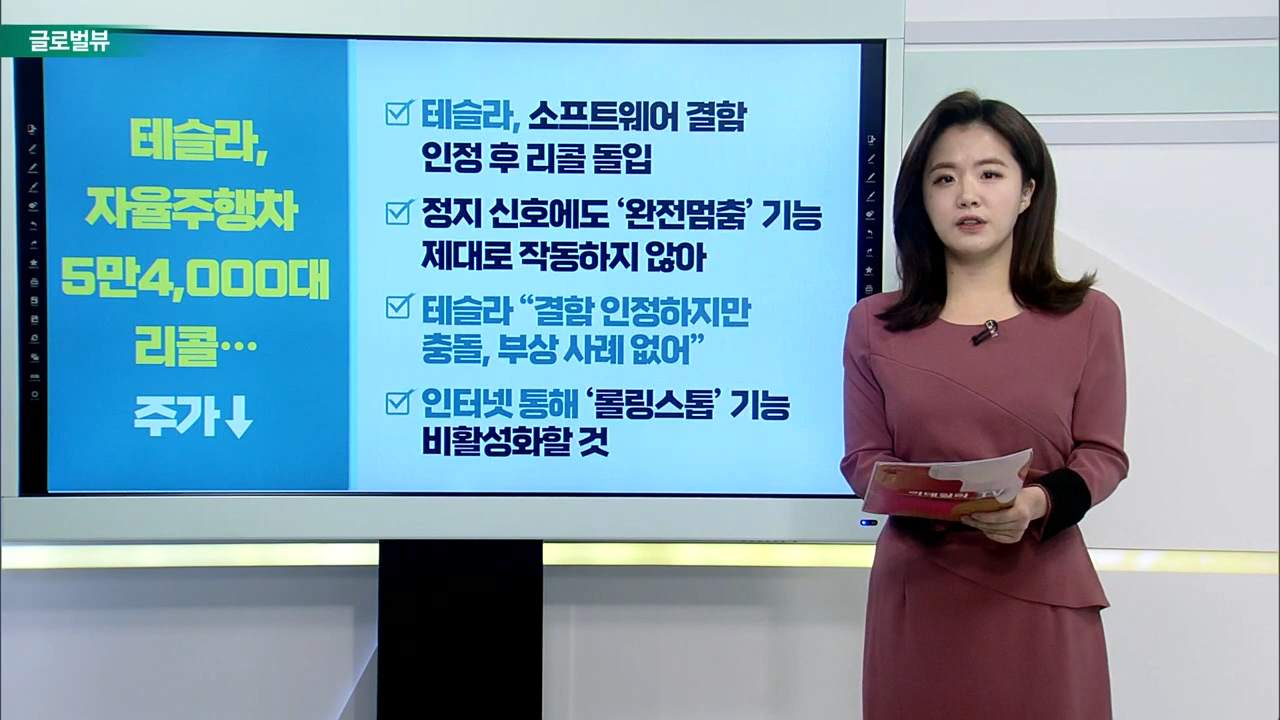 글로벌뷰
테슬라,
자율주행차
5만4,000대
리콜…
주가↓
테슬라, 소프트웨어 결함
인정 후 리콜 돌입
정지 신호에도 ‘완전멈춤’ 기능
제대로 작동하지 않아
테슬라 “결함 인정하지만
충돌, 부상 사례 없어”
인터넷 통해 ‘롤링스톱’ 기능
비활성화할 것